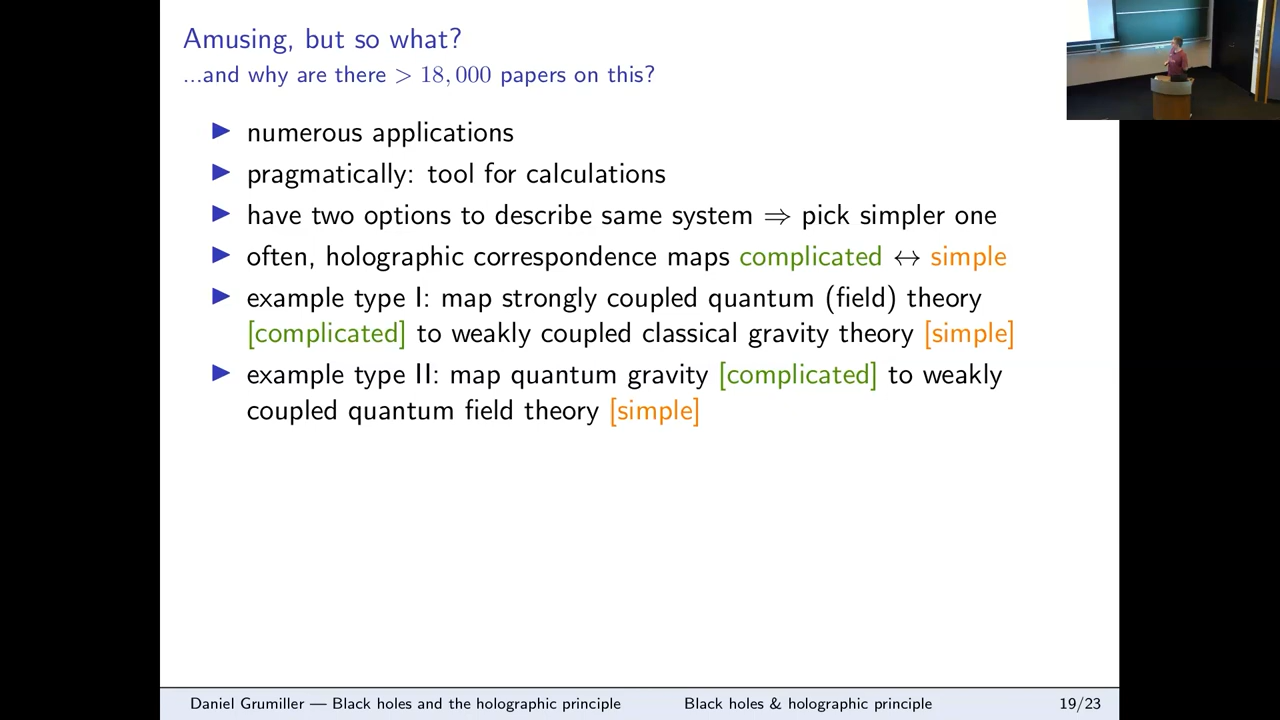 Amusing, but so what?
...and why are there > 18,000 papers on this?
▶ numerous applications
▶ pragmatically: tool for calculations
▶ have two options to describe same system ⇒ pick simpler one
▶ often, holographic correspondence maps complicated ↔ simple
▶ example type I: map strongly coupled quantum (field) theory
[complicated] to weakly coupled classical gravity theory [simple]
▶ example type II: map quantum gravity [complicated] to weakly
coupled quantum field theory [simple]
Daniel Grumiller — Black holes and the holographic principle Black holes & holographic principle 19/23